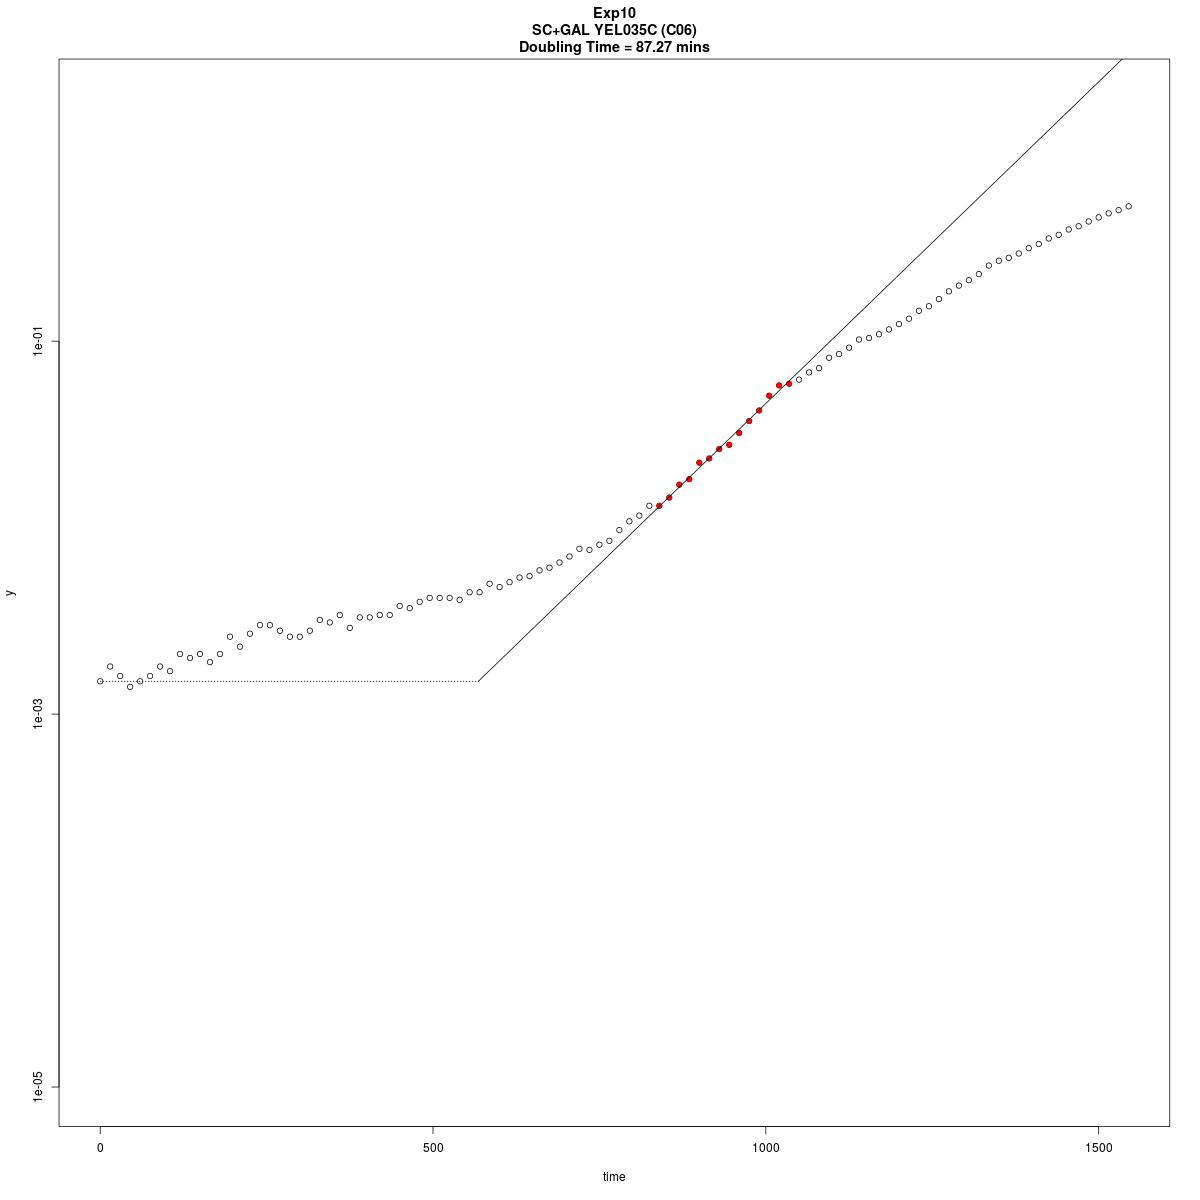 Exp10
SC+GAL YEL035C (C06)
Doubling Time = 87.27 mins
1e-01
1e-03
1e-05
y
0
500
1000
1500
time